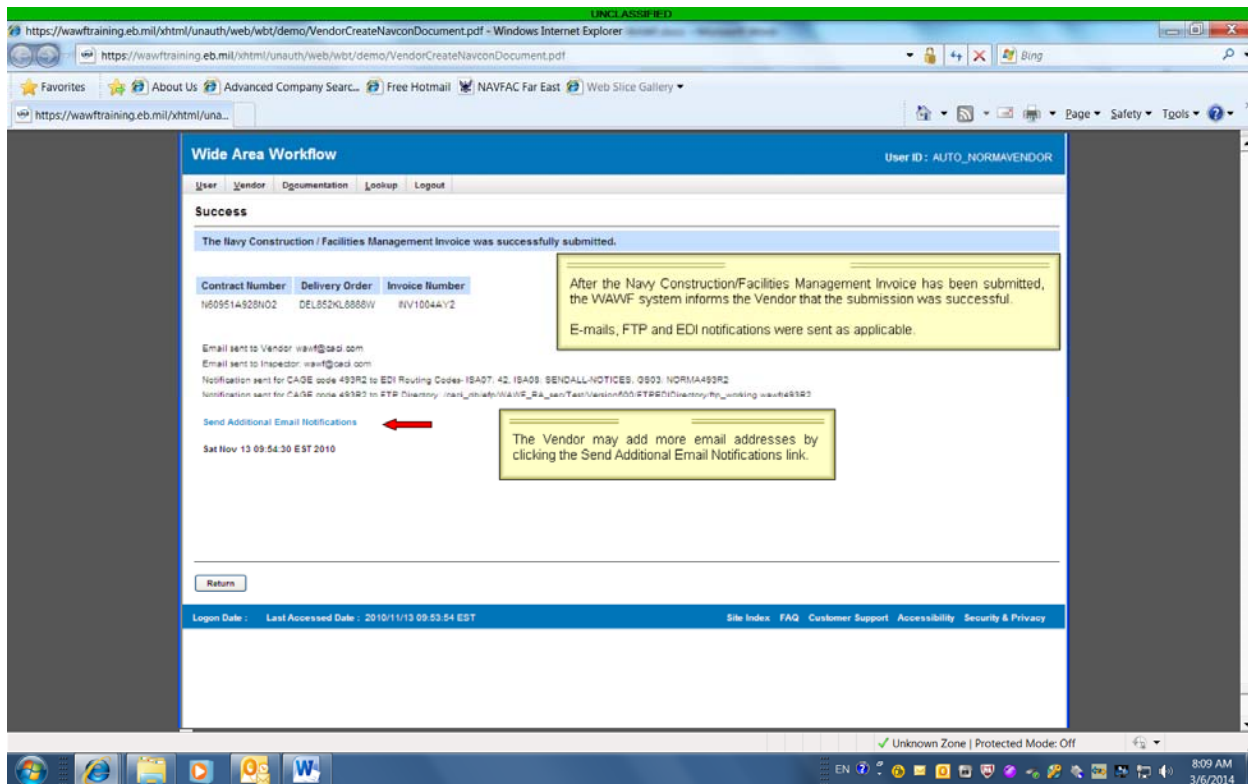 UNCLASSIFIED
https://wawftraining.eb.mil/xhtml/unauth/web/wbt/demo/VendorCreateNavconDocument.pdf - Windows Internet Explorer
https://wawftraining.eb.mil/xhtml/unauth/web/wbt/demo/VendorCreateNavconDocument.pdf
Bing
Favorites About Us Advanced Company Searc... Free Hotmail NAVFAC Far East Web Slice Gallery
https://wawftraining.eb.mil/xhtml/una...
Page Safety Tools
Wide Area Workflow
User ID : AUTO_NORMAVENDOR
User Vendor Documentation Lookup Logout
Success
The Navy Construction / Facilities Management Invoice was successfully submitted.
Contract Number Delivery Order Invoice Number
N60951A928NO2 DEL852KL8888W INV1004AY2
After the Navy Construction/Facilities Management Invoice has been submitted,
the WAWF system informs the Vendor that the submission was successful.
E-mails, FTP and EDI notifications were sent as applicable.
Email sent to Vendor: wawf@caci.com
Email sent to Inspector: wawf@caci.com
Notification sent for CAGE code 493R2 to EDI Routing Codes- ISA07: 42, ISA08: SENDALL-NOTICES, GS03: NORMA493R2
Notification sent for CAGE code 493R2 to FTP Directory:
Send Additional Email Notifications
The Vendor may add more email addresses by
clicking the Send Additional Email Notifications link.
Sat Nov 13 09:54:30 EST 2010
Return
Logon Date : Last Accessed Date : 2010/11/13 09:53:54 EST
Site Index FAQ Customer Support Accessibility Security & Privacy
Unknown Zone | Protected Mode: Off
EN
8:09 AM
3/6/2014